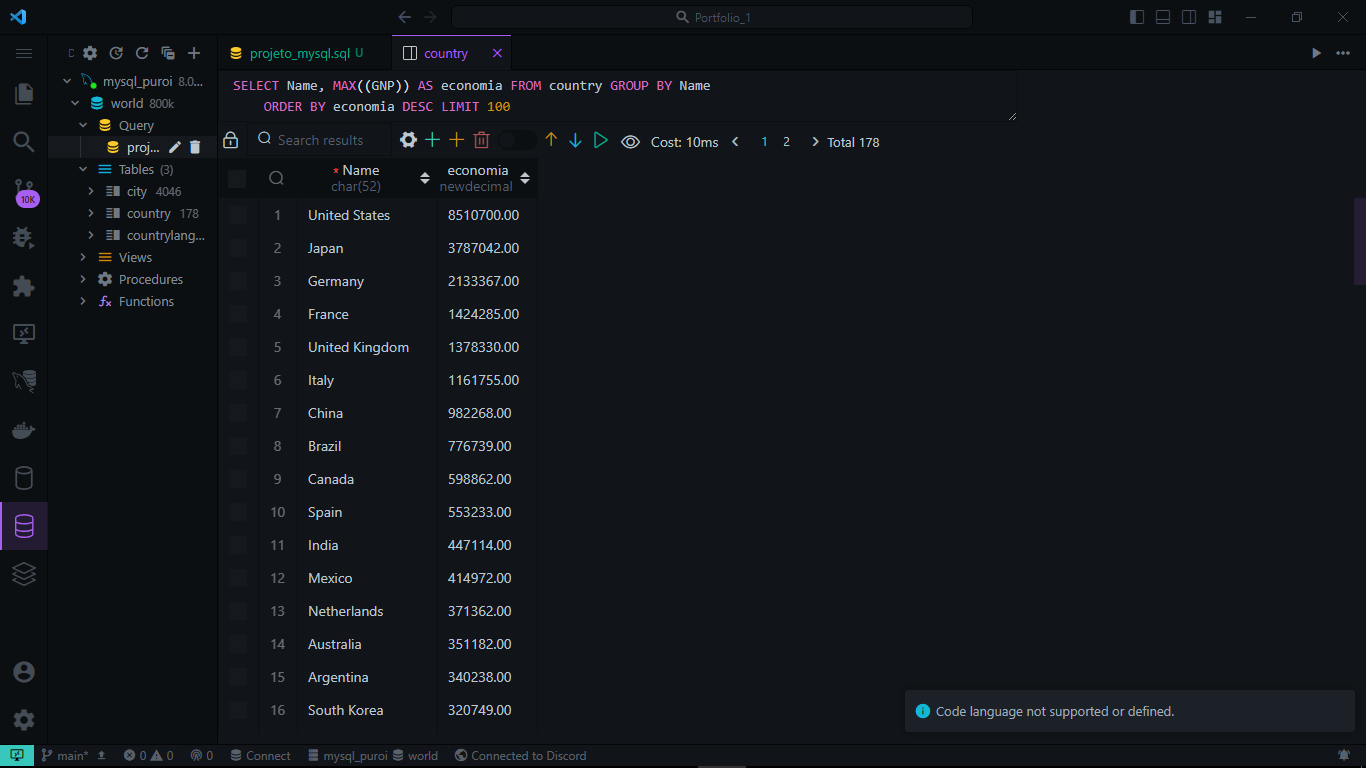 Portfolio_1
projeto_mysql.sql U
country
mysql_puroi 8.0...
world 800k
Query
proj...
Tables (3)
city 4046
country 178
countrylang...
Views
Procedures
Functions
10K
SELECT Name, MAX((GNP)) AS economia FROM country GROUP BY Name
ORDER BY economia DESC LIMIT 100
Search results
Cost: 10ms
1 2
Total 178
* Name economia
char(52) newdecimal
1 United States 8510700.00
2 Japan 3787042.00
3 Germany 2133367.00
4 France 1424285.00
5 United Kingdom 1378330.00
6 Italy 1161755.00
7 China 982268.00
8 Brazil 776739.00
9 Canada 598862.00
10 Spain 553233.00
11 India 447114.00
12 Mexico 414972.00
13 Netherlands 371362.00
14 Australia 351182.00
15 Argentina 340238.00
16 South Korea 320749.00
Code language not supported or defined.
main* 0 0 0 Connect mysql_puroi world Connected to Discord